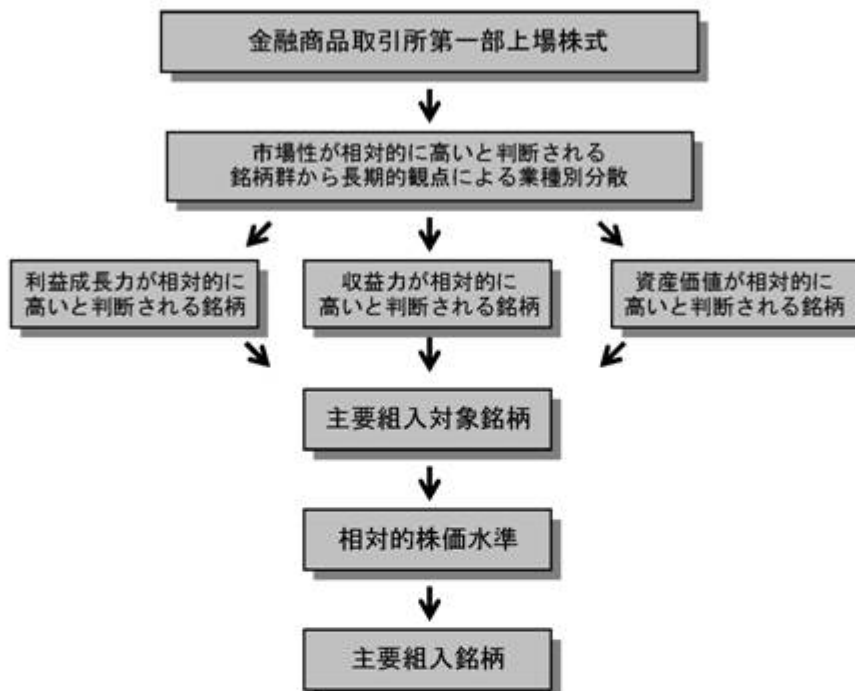 金融商品取引所第一部上場株式
市場性が相対的に高いと判断される
銘柄群から長期的観点による業種別分散
利益成長力が相対的に
高いと判断される銘柄
収益力が相対的に
高いと判断される銘柄
資産価値が相対的に
高いと判断される銘柄
主要組入対象銘柄
相対的株価水準
主要組入銘柄